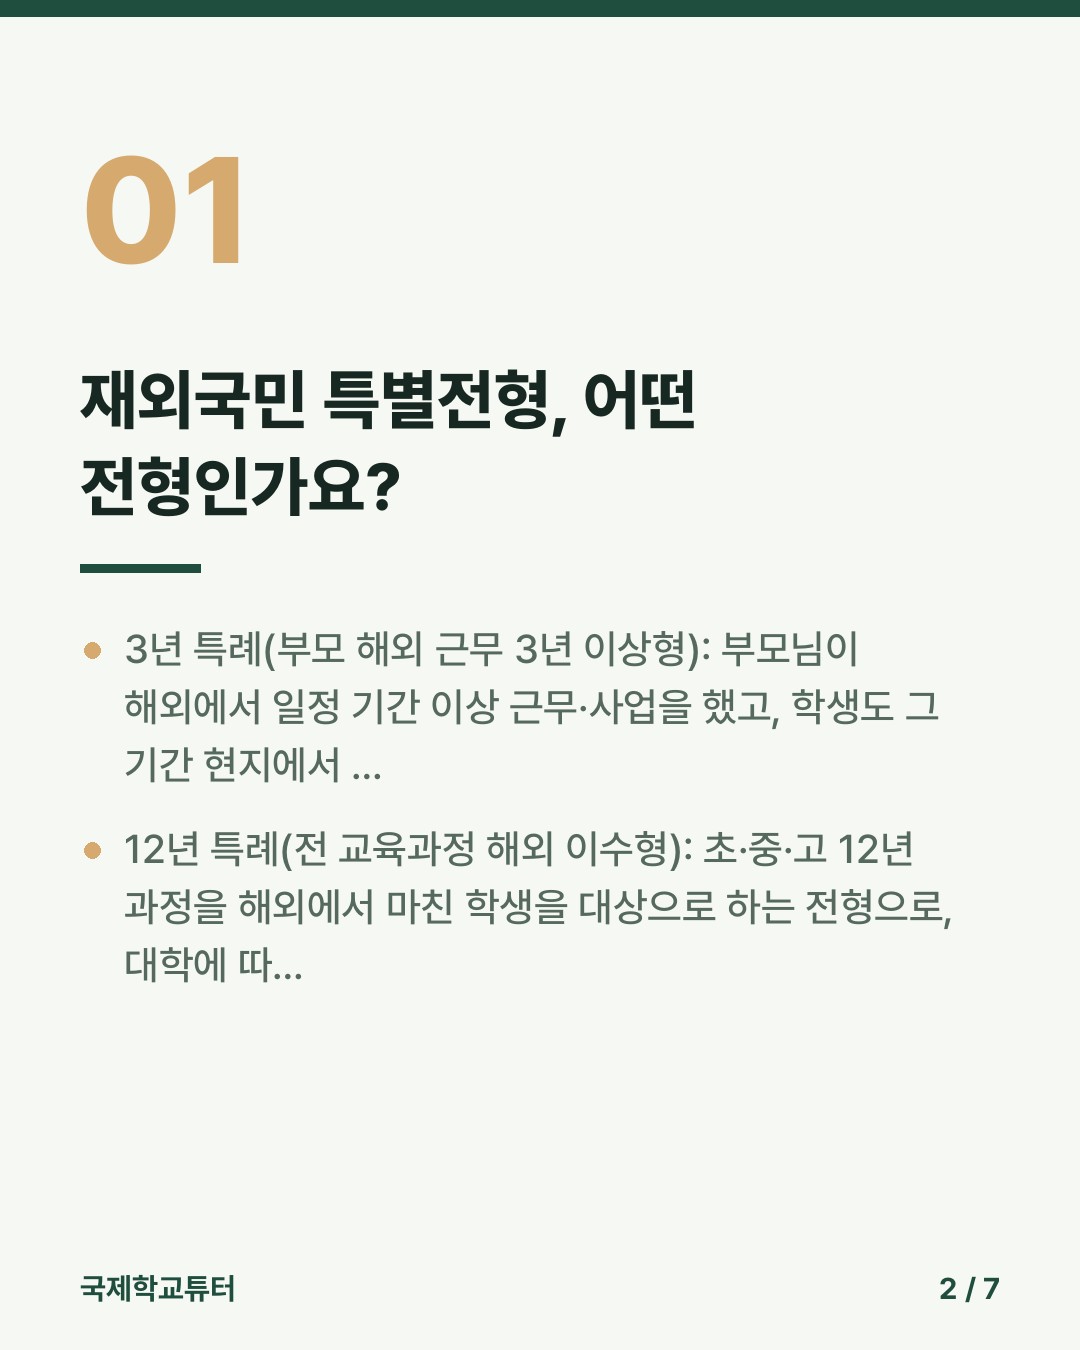 01
재외국민 특별전형, 어떤
전형인가요?
3년 특례(부모 해외 근무 3년 이상형): 부모님이
해외에서 일정 기간 이상 근무·사업을 했고, 학생도 그
기간 현지에서 ...
12년 특례(전 교육과정 해외 이수형): 초·중·고 12년
과정을 해외에서 마친 학생을 대상으로 하는 전형으로,
대학에 따...
국제학교튜터
2 / 7